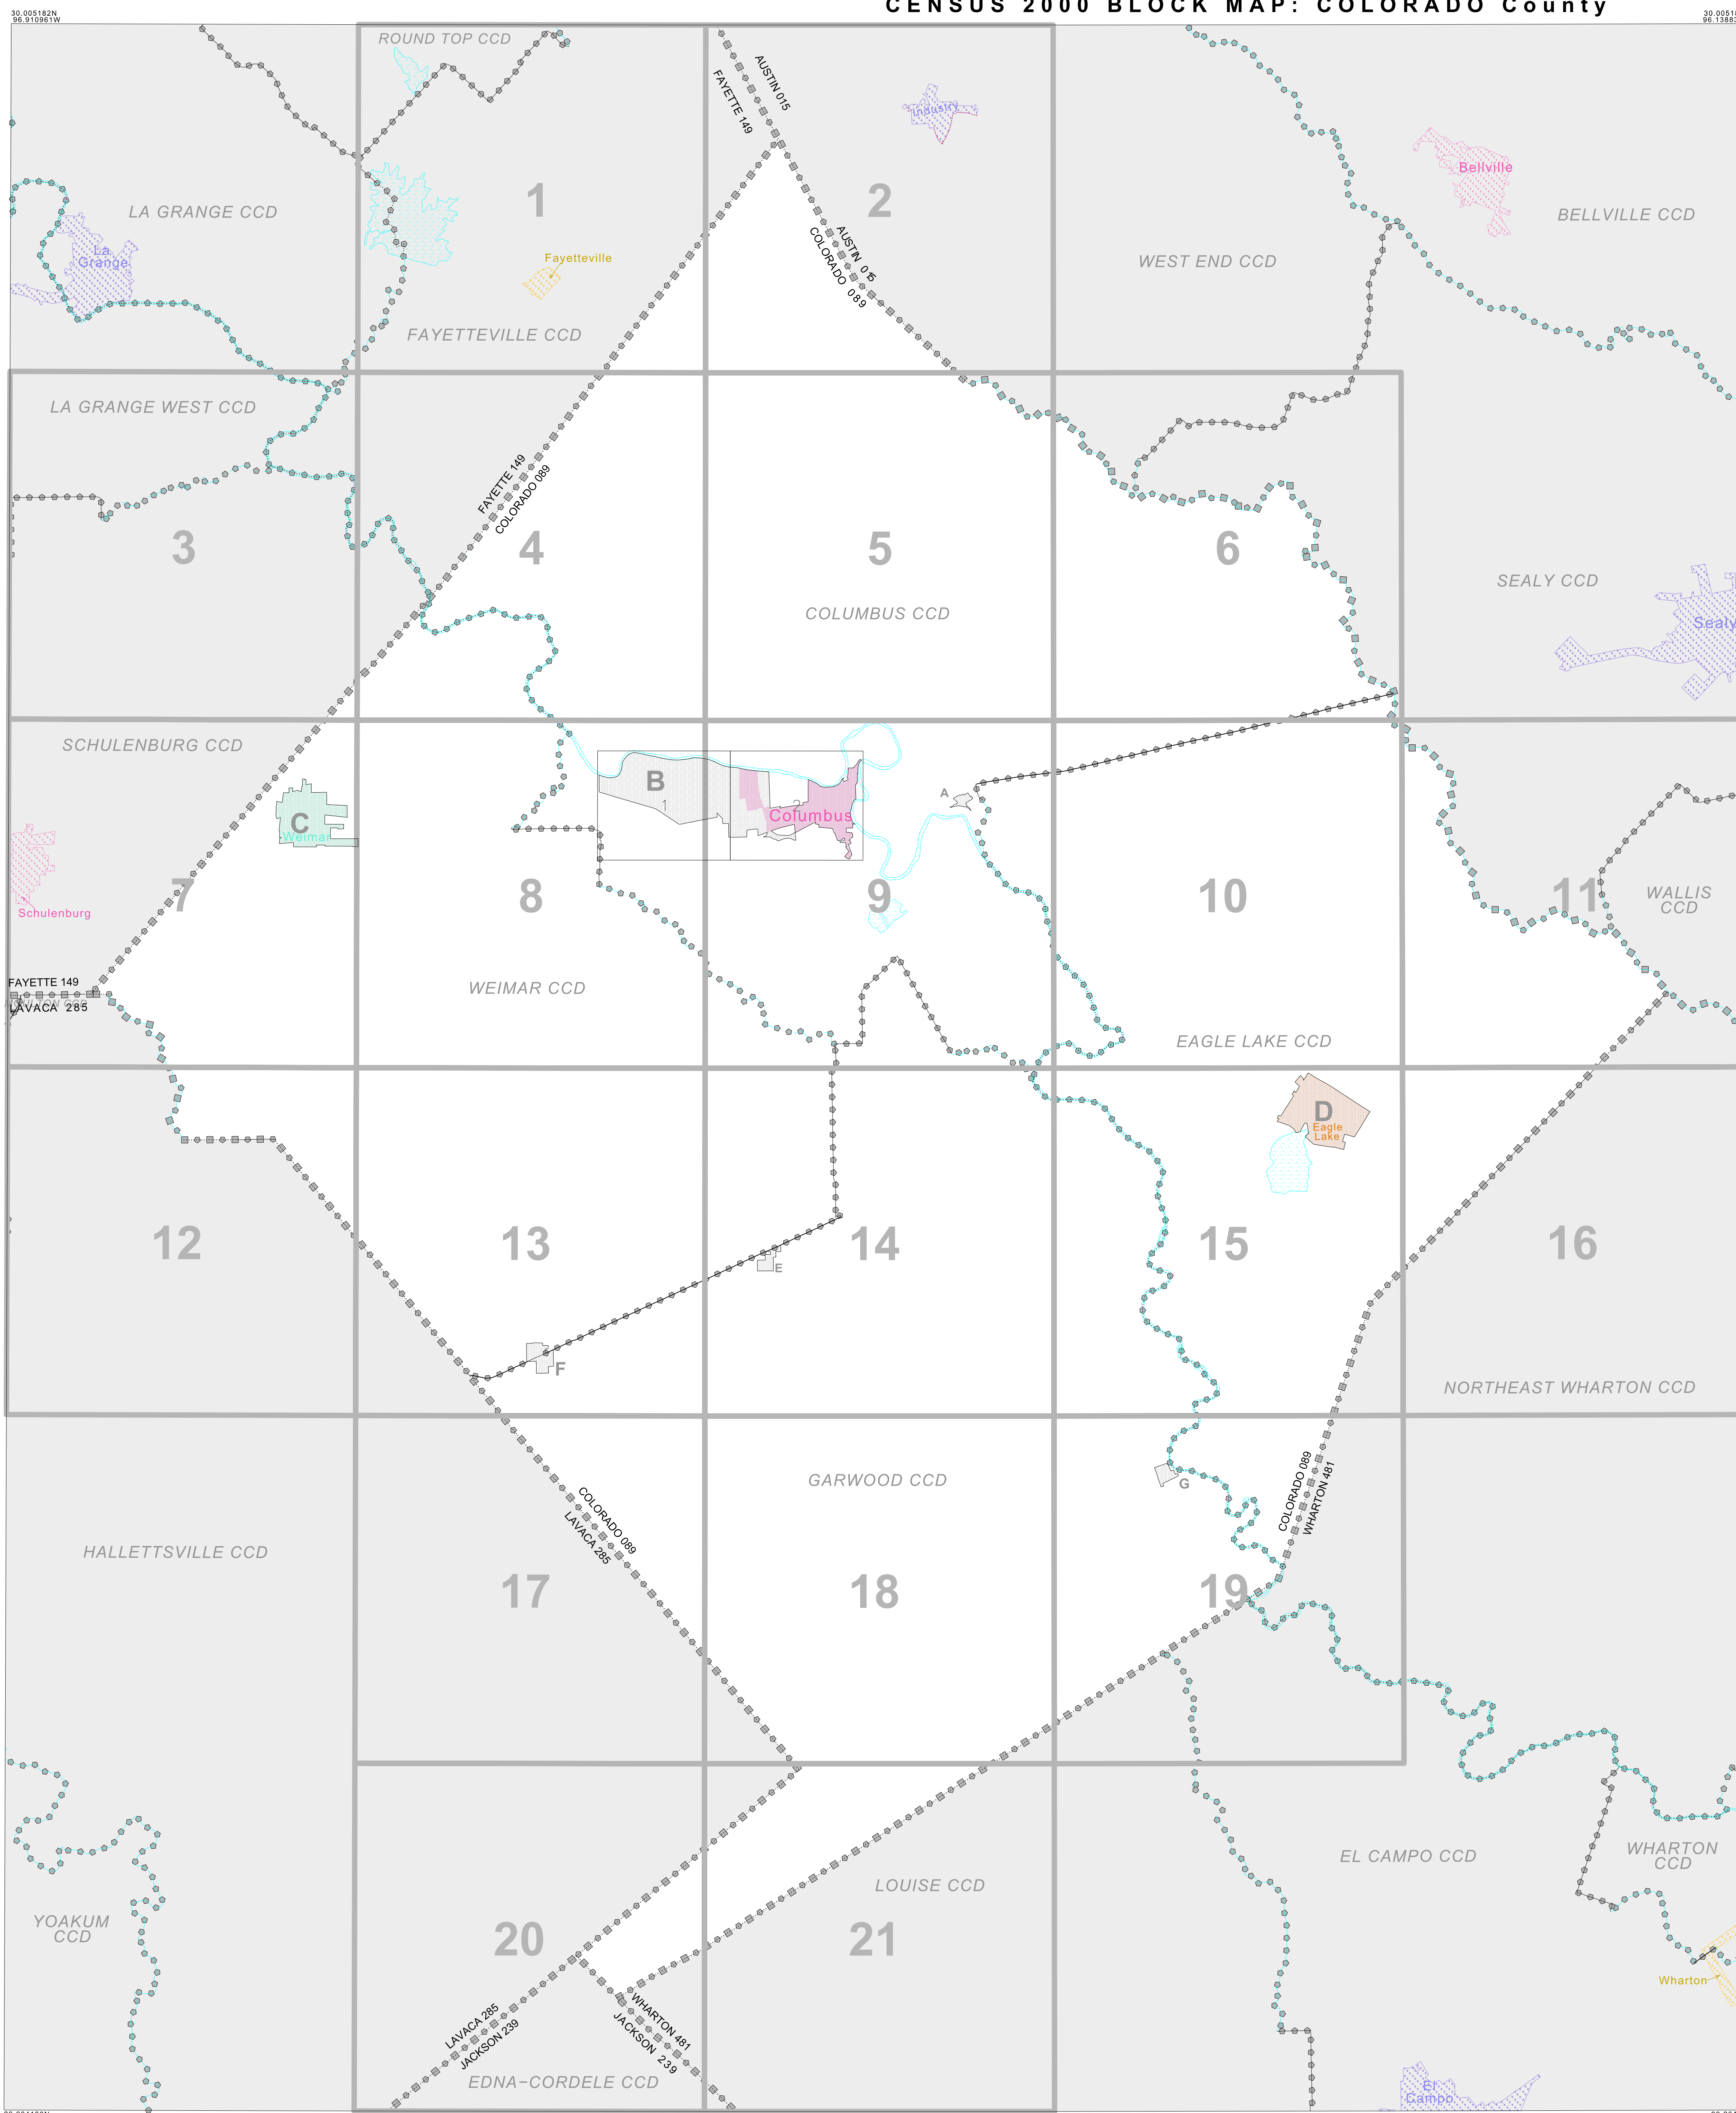 CENSUS 2000 BLOCK MAP: COLORADO County
30.005182N
96.910961W
ROUND TOP CCD
AUSTIN 015
FAYETTE 149
Industry
Bellville
LA GRANGE CCD
1
2
BELLVILLE CCD
La
Grange
Fayetteville
AUSTIN 015
COLORADO 089
WEST END CCD
FAYETTEVILLE CCD
LA GRANGE WEST CCD
FAYETTE 149
COLORADO 089
3
4
5
6
SEALY CCD
COLUMBUS CCD
Sealy
SCHULENBURG CCD
B
1
2
A
C
Weimar
Columbus
7
8
9
10
11
WALLIS
CCD
Schulenburg
FAYETTE 149
LAVACA 285
WEIMAR CCD
EAGLE LAKE CCD
D
Eagle
Lake
12
13
14
15
16
E
F
NORTHEAST WHARTON CCD
GARWOOD CCD
G
COLORADO 089
WHARTON 481
COLORADO 089
LAVACA 285
HALLETTSVILLE CCD
17
18
19
EL CAMPO CCD
WHARTON
CCD
LOUISE CCD
YOAKUM
CCD
20
21
Wharton
LAVACA 285
JACKSON 239
WHARTON 481
JACKSON 239
EDNA-CORDELE CCD
El
Campo